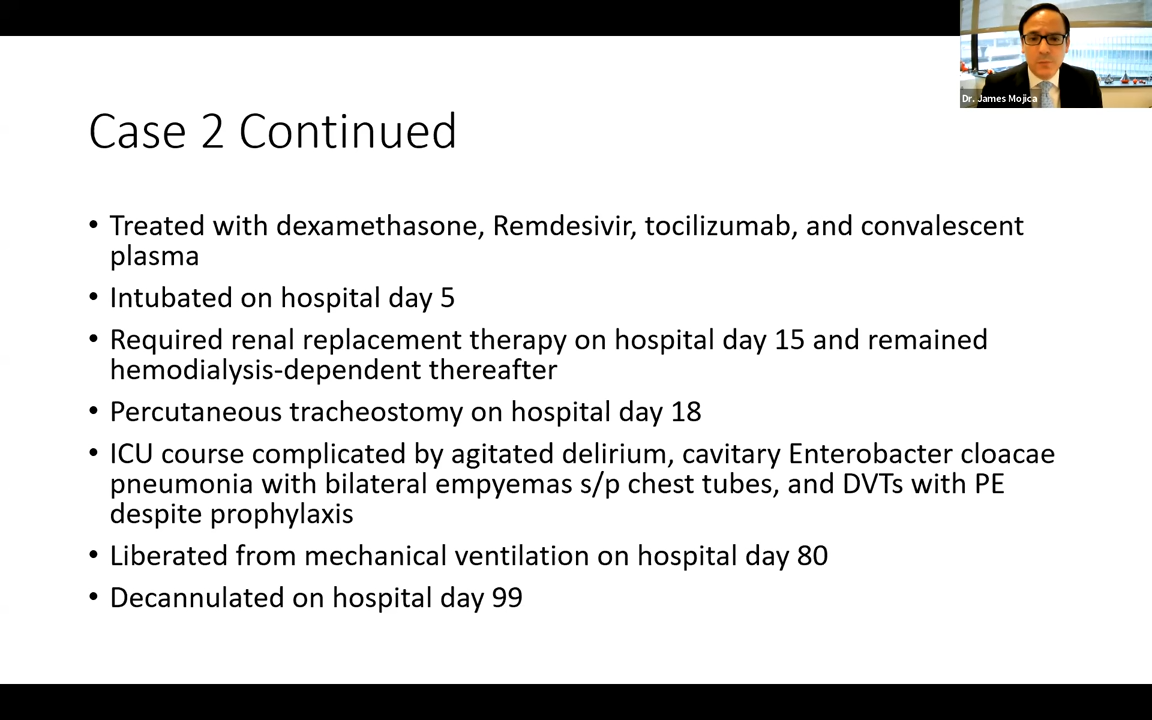 Dr. James Mojica
Case 2 Continued
• Treated with dexamethasone, Remdesivir, tocilizumab, and convalescent
plasma
• Intubated on hospital day 5
• Required renal replacement therapy on hospital day 15 and remained
hemodialysis-dependent thereafter
• Percutaneous tracheostomy on hospital day 18
• ICU course complicated by agitated delirium, cavitary Enterobacter cloacae
pneumonia with bilateral empyemas s/p chest tubes, and DVTs with PE
despite prophylaxis
• Liberated from mechanical ventilation on hospital day 80
• Decannulated on hospital day 99